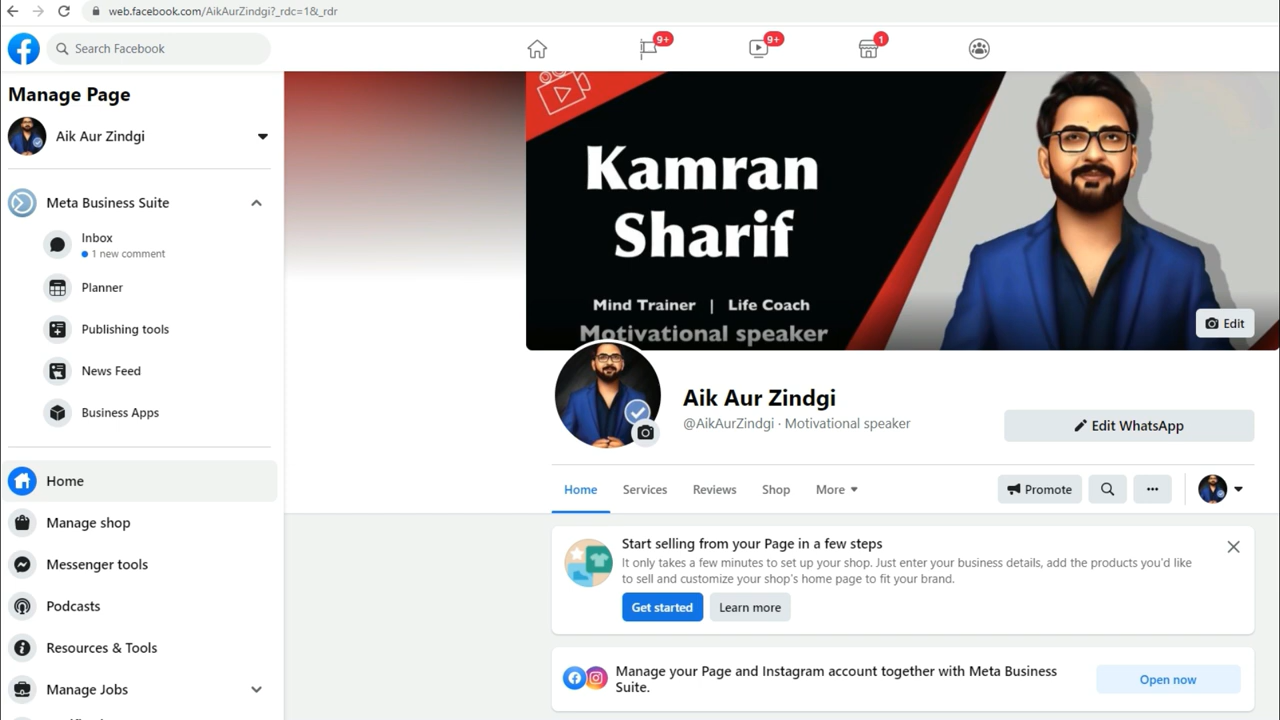 web.facebook.com/AikAurZindgi?_rdc=1&_rdr
Search Facebook
9+
9+
1
Manage Page
Aik Aur Zindgi
Meta Business Suite
Inbox
1 new comment
Planner
Publishing tools
News Feed
Business Apps
Home
Manage shop
Messenger tools
Podcasts
Resources & Tools
Manage Jobs
Kamran
Sharif
Mind Trainer | Life Coach
Motivational speaker
Edit
Aik Aur Zindgi
@AikAurZindgi · Motivational speaker
Edit WhatsApp
Home Services Reviews Shop More
Promote
Start selling from your Page in a few steps
It only takes a few minutes to set up your shop. Just enter your business details, add the products you'd like
to sell and customize your shop's home page to fit your brand.
Get started Learn more
Manage your Page and Instagram account together with Meta Business
Suite.
Open now